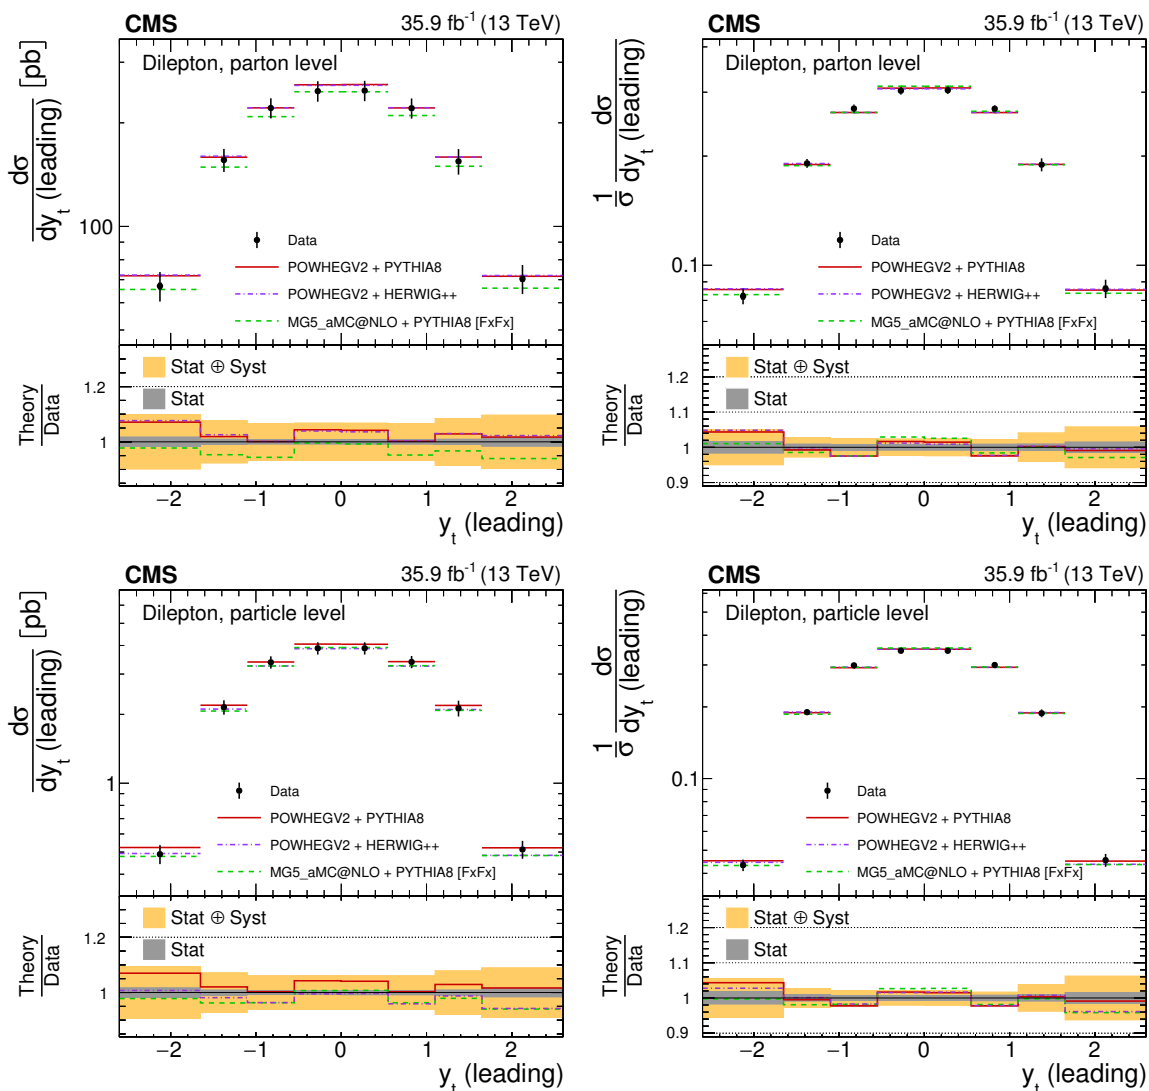 CMS 35.9 fb⁻¹ (13 TeV)
Dilepton, parton level
dσ/dy_t (leading) [pb]
100
Data
POWHEGV2 + PYTHIA8
POWHEGV2 + HERWIG++
MG5_aMC@NLO + PYTHIA8 [FxFx]
Stat ⊕ Syst
Stat
Theory/Data
1.2
1
−2 −1 0 1 2
y_t (leading)
CMS 35.9 fb⁻¹ (13 TeV)
Dilepton, parton level
1/σ dσ/dy_t (leading)
0.1
Data
POWHEGV2 + PYTHIA8
POWHEGV2 + HERWIG++
MG5_aMC@NLO + PYTHIA8 [FxFx]
Stat ⊕ Syst
Stat
Theory/Data
1.2
1.1
1
0.9
−2 −1 0 1 2
y_t (leading)
CMS 35.9 fb⁻¹ (13 TeV)
Dilepton, particle level
dσ/dy_t (leading) [pb]
1
Data
POWHEGV2 + PYTHIA8
POWHEGV2 + HERWIG++
MG5_aMC@NLO + PYTHIA8 [FxFx]
Stat ⊕ Syst
Stat
Theory/Data
1.2
1
−2 −1 0 1 2
y_t (leading)
CMS 35.9 fb⁻¹ (13 TeV)
Dilepton, particle level
1/σ dσ/dy_t (leading)
0.1
Data
POWHEGV2 + PYTHIA8
POWHEGV2 + HERWIG++
MG5_aMC@NLO + PYTHIA8 [FxFx]
Stat ⊕ Syst
Stat
Theory/Data
1.2
1.1
1
0.9
−2 −1 0 1 2
y_t (leading)